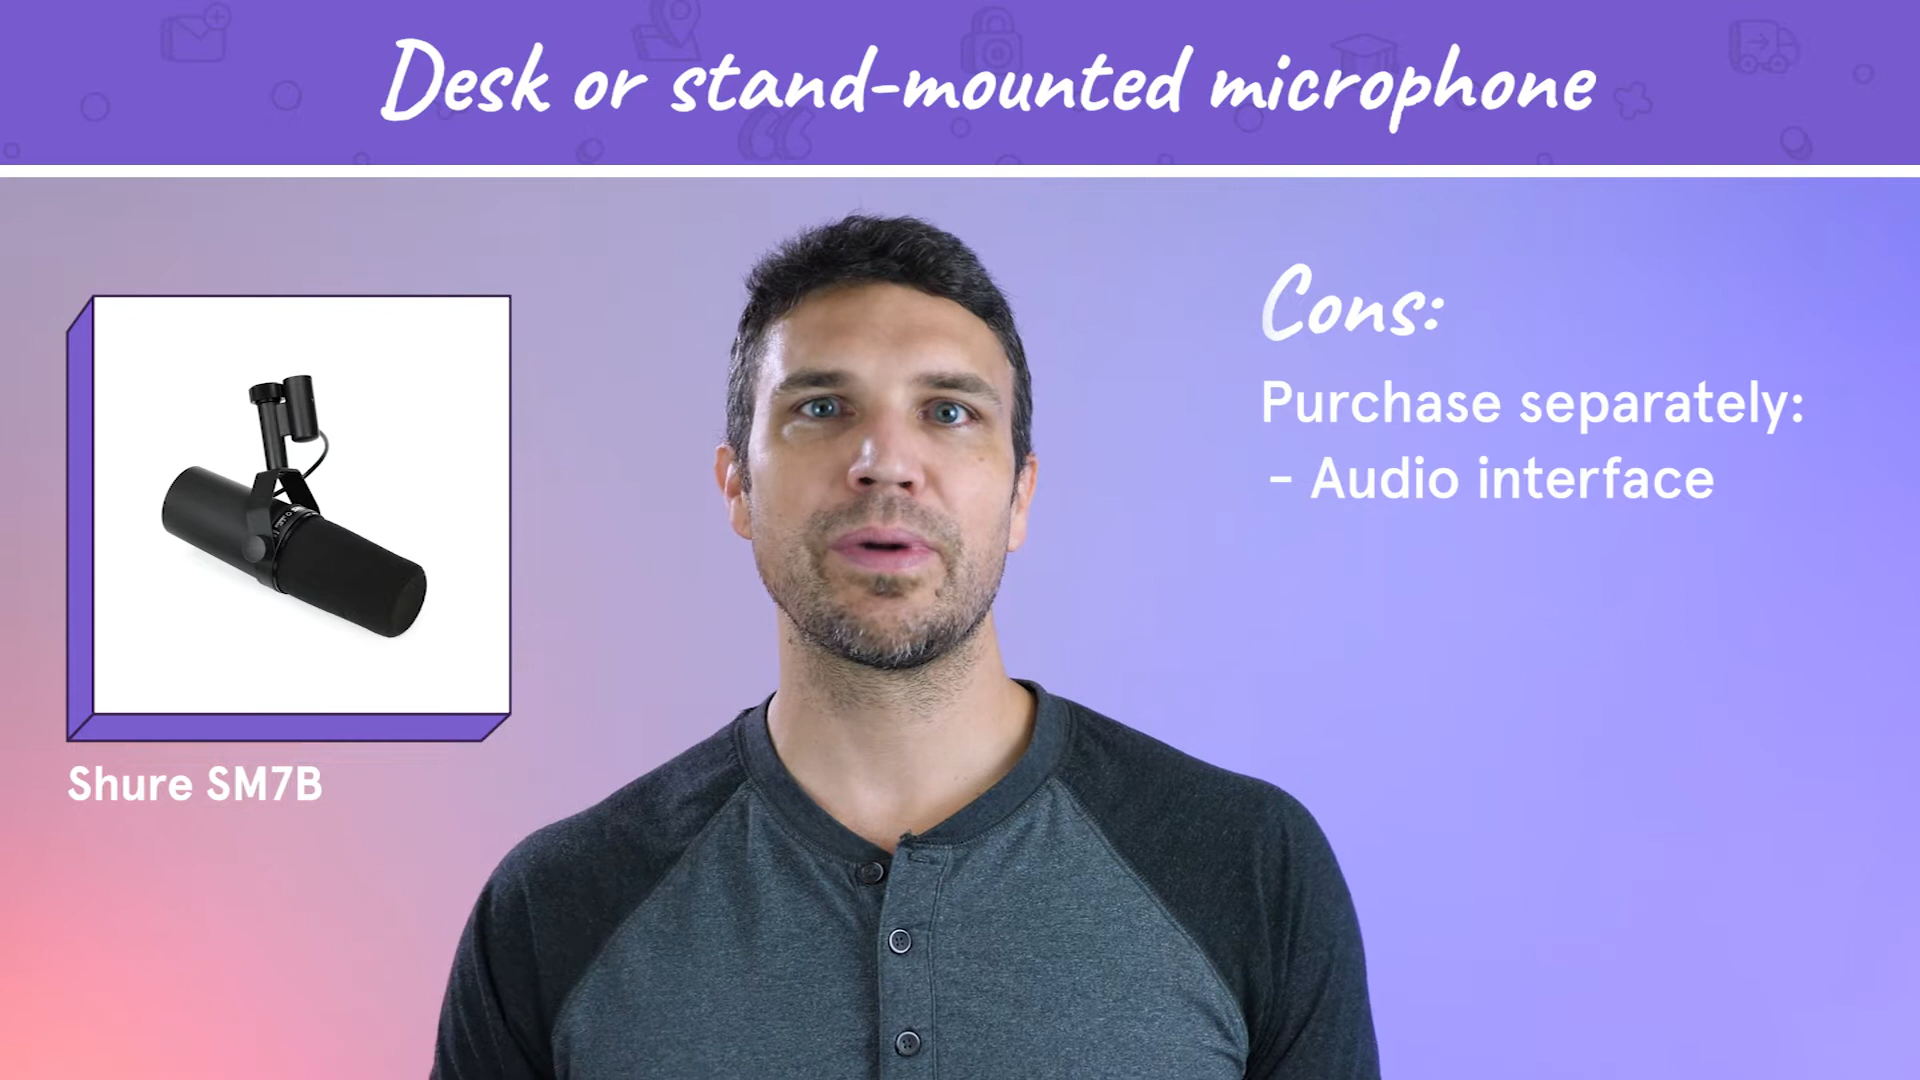 Desk or stand-mounted microphone
Cons:
Purchase separately:
- Audio interface
Shure SM7B